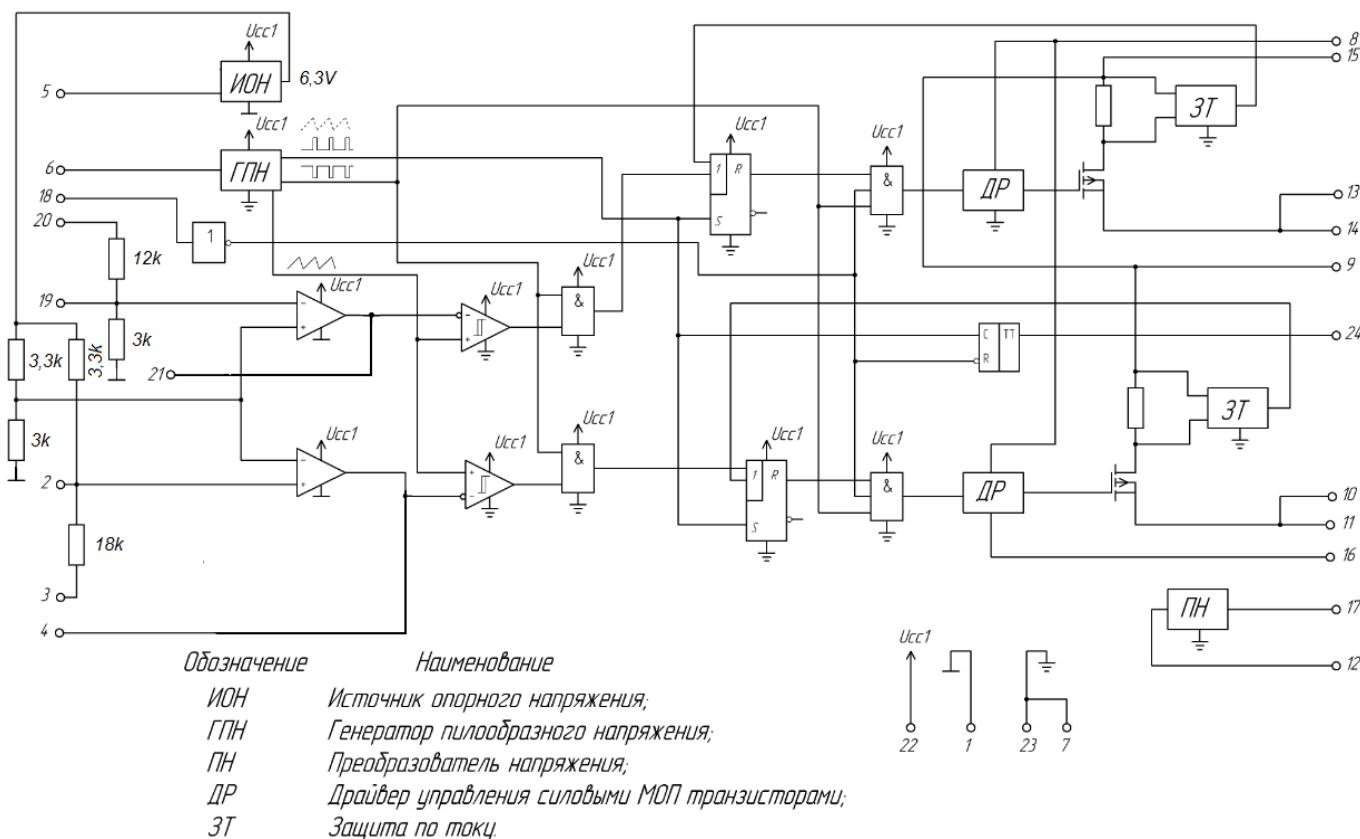 Ucc1
8
15
ИОН
6,3V
5
ЗТ
Ucc1
Ucc1
Ucc1
6
ГПН
1
R
&
ДР
18
13
20
S
14
1
12k
9
Ucc1
Ucc1
19
−
&
+
−
+
3k
C
TT
24
R
3,3k
3,3k
21
Ucc1
ЗТ
3k
Ucc1
Ucc1
&
Ucc1
Ucc1
−
+
2
+
−
1
R
&
ДР
10
S
11
18k
16
3
ПН
17
4
Ucc1
12
22
1
23
7
Обозначение Наименование
ИОН Источник опорного напряжения;
ГПН Генератор пилообразного напряжения;
ПН Преобразователь напряжения;
ДР Драйвер управления силовыми МОП транзисторами;
ЗТ Защита по току.